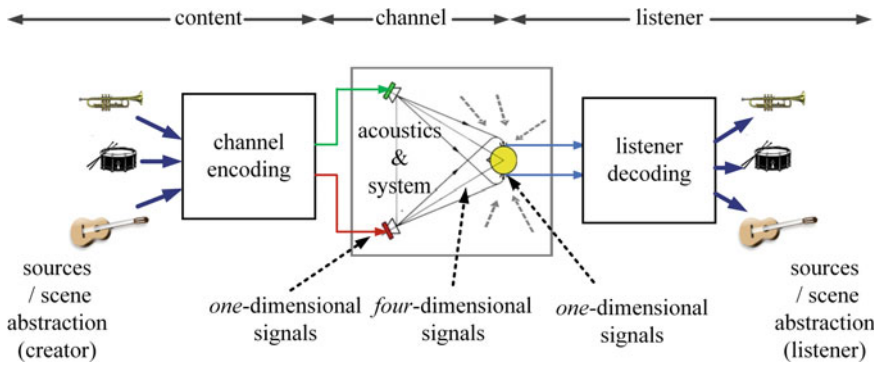 content
channel
listener
channel
encoding
acoustics
&
system
listener
decoding
sources
/ scene
abstraction
(creator)
one-dimensional
signals
four-dimensional
signals
one-dimensional
signals
sources
/ scene
abstraction
(listener)